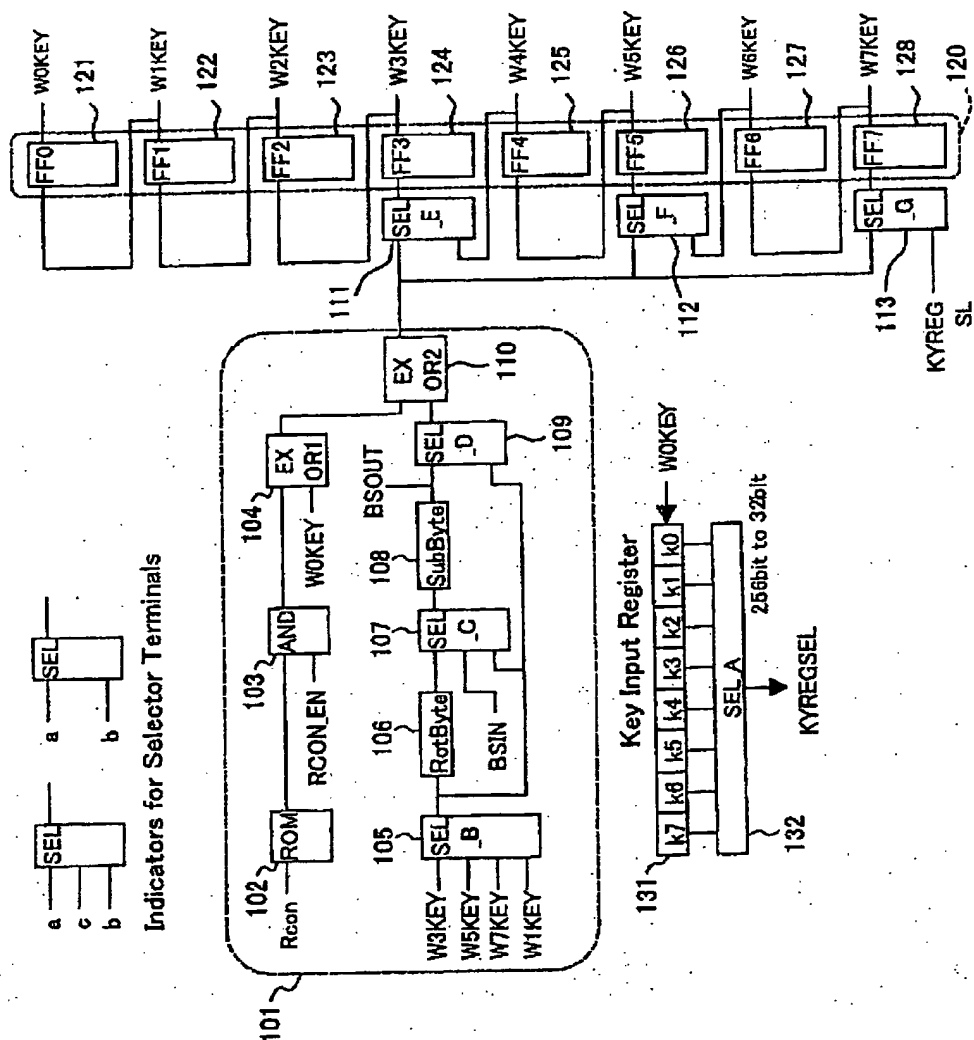 a
c
b
SEL
a
b
SEL
Indicators for Selector Terminals
101
Rcon
102
ROM
103
AND
RCON_EN
104
EX
OR1
W0KEY
EX
OR2
110
W3KEY
W5KEY
W7KEY
W1KEY
105
SEL
_B
106
RotByte
BSIN
107
SEL
_C
108
SubByte
BSOUT
SEL
_D
109
111
SEL
_E
SEL
_F
112
SEL
_G
113
KYREG
SL
FF0
W0KEY
121
FF1
W1KEY
122
FF2
W2KEY
123
FF3
W3KEY
124
FF4
W4KEY
125
FF5
W5KEY
126
FF6
W6KEY
127
FF7
W7KEY
128
120
Key Input Register
131
k7 k6 k5 k4 k3 k2 k1 k0
W0KEY
SEL_A
132
256bit to 32bit
KYREGSEL